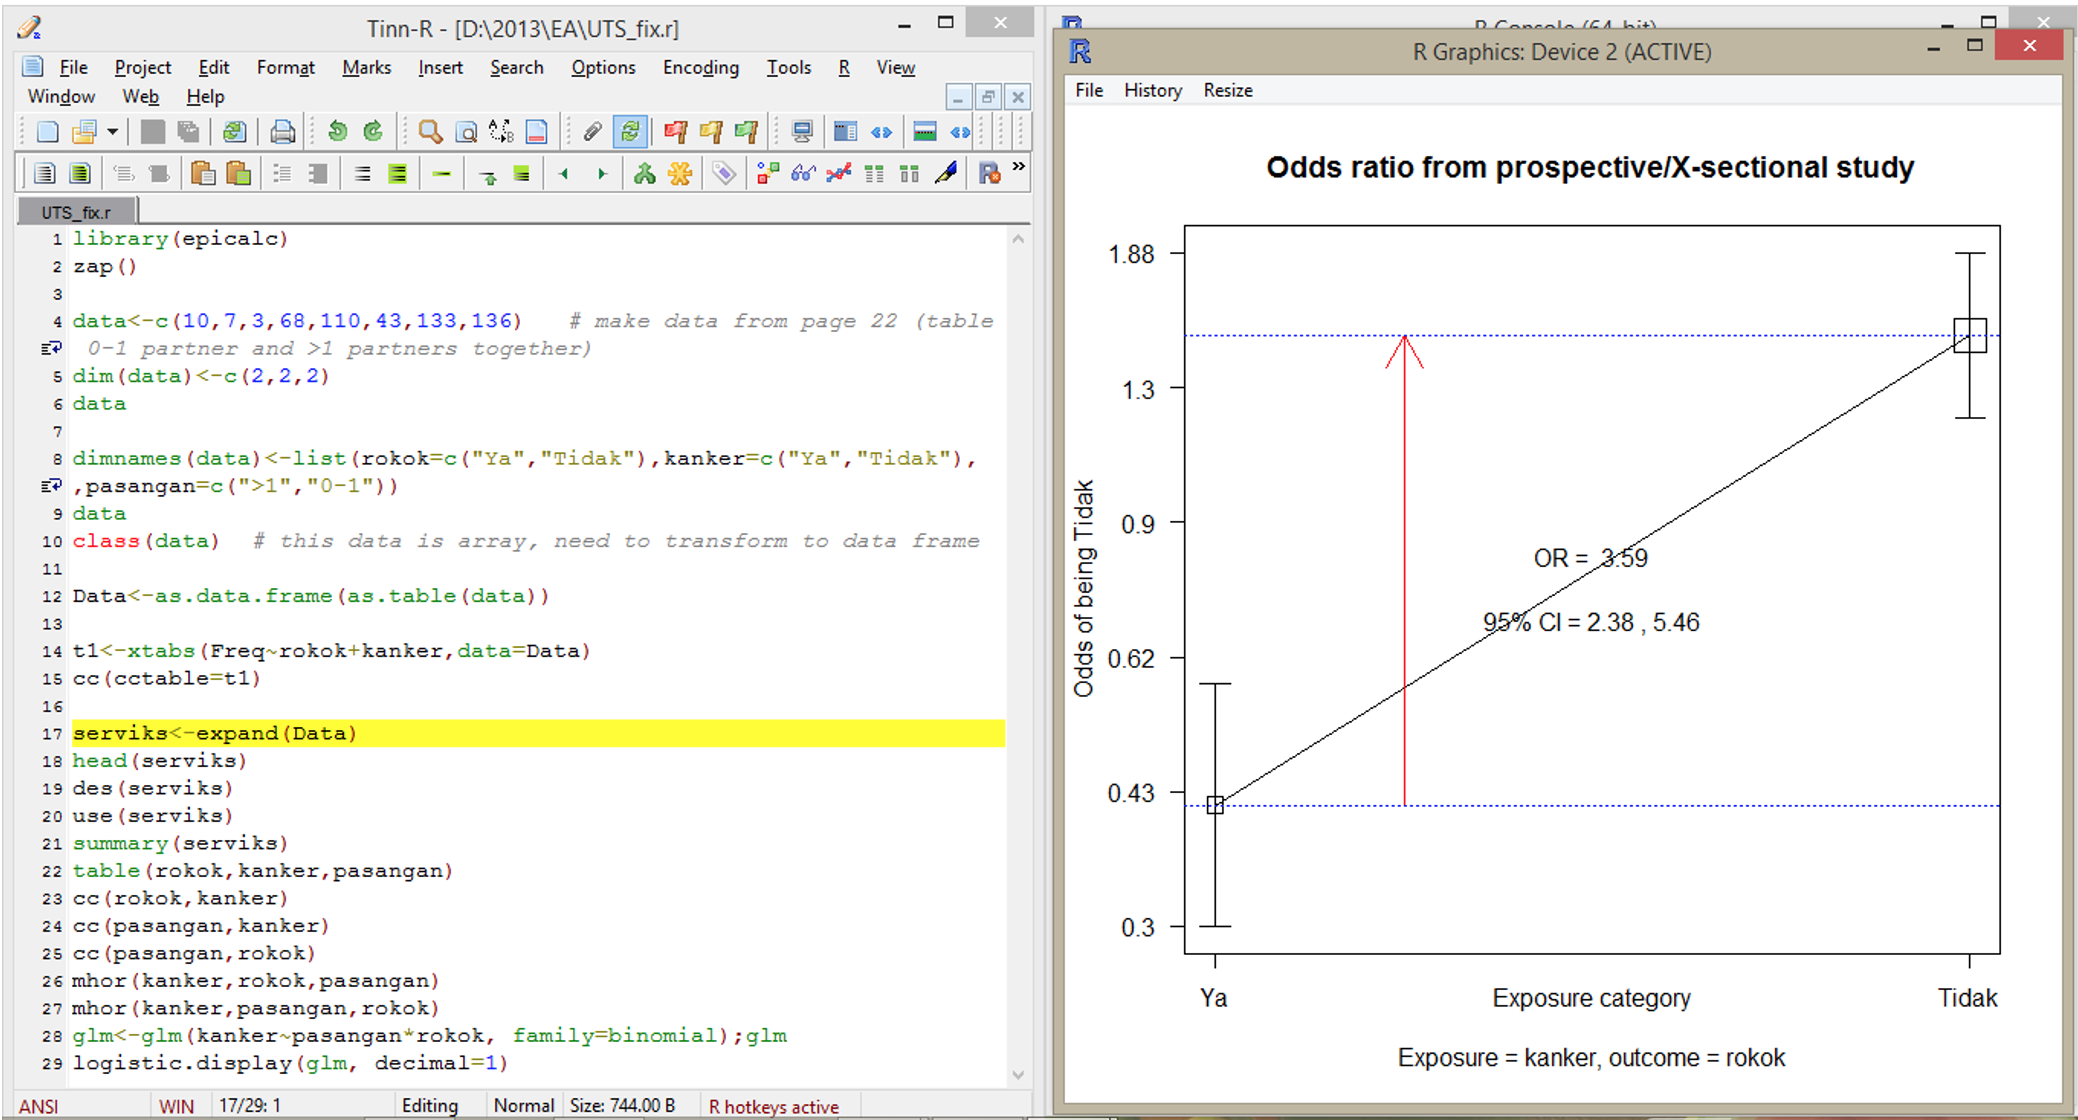 Tinn-R - [D:\2013\EA\UTS_fix.r]
File Project Edit Format Marks Insert Search Options Encoding Tools R View
Window Web Help
UTS_fix.r
1 library(epicalc)
2 zap()
3
4 data<-c(10,7,3,68,110,43,133,136)   # make data from page 22 (table
0-1 partner and >1 partners together)
5 dim(data)<-c(2,2,2)
6 data
7
8 dimnames(data)<-list(rokok=c("Ya","Tidak"),kanker=c("Ya","Tidak"),
,pasangan=c(">1","0-1"))
9 data
10 class(data)  # this data is array, need to transform to data frame
11
12 Data<-as.data.frame(as.table(data))
13
14 t1<-xtabs(Freq~rokok+kanker,data=Data)
15 cc(cctable=t1)
16
17 serviks<-expand(Data)
18 head(serviks)
19 des(serviks)
20 use(serviks)
21 summary(serviks)
22 table(rokok,kanker,pasangan)
23 cc(rokok,kanker)
24 cc(pasangan,kanker)
25 cc(pasangan,rokok)
26 mhor(kanker,rokok,pasangan)
27 mhor(kanker,pasangan,rokok)
28 glm<-glm(kanker~pasangan*rokok, family=binomial);glm
29 logistic.display(glm, decimal=1)
ANSI WIN 17/29: 1 Editing Normal Size: 744.00 B R hotkeys active
R Console (64-bit)
R Graphics: Device 2 (ACTIVE)
File History Resize
Odds ratio from prospective/X-sectional study
1.88
1.3
0.9
0.62
0.43
0.3
Odds of being Tidak
OR = 3.59
95% CI = 2.38 , 5.46
Ya Exposure category Tidak
Exposure = kanker, outcome = rokok